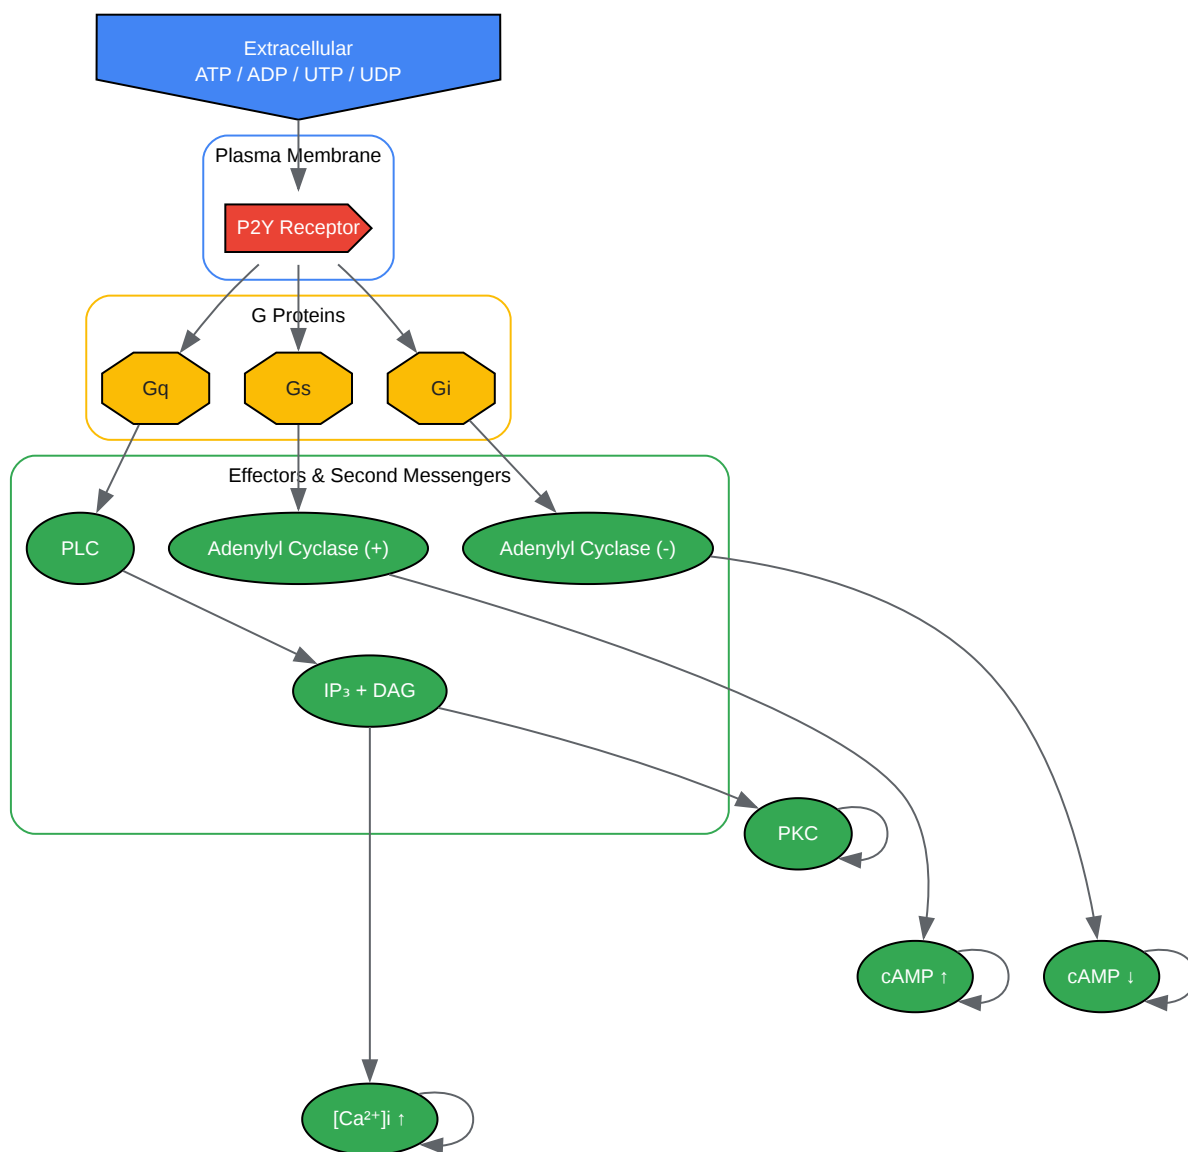 Extracellular
ATP / ADP / UTP / UDP
Plasma Membrane
P2Y Receptor
G Proteins
Gq
Gs
Gi
Effectors & Second Messengers
PLC
Adenylyl Cyclase (+)
Adenylyl Cyclase (-)
IP₃ + DAG
PKC
cAMP ↑
cAMP ↓
[Ca²⁺]i ↑